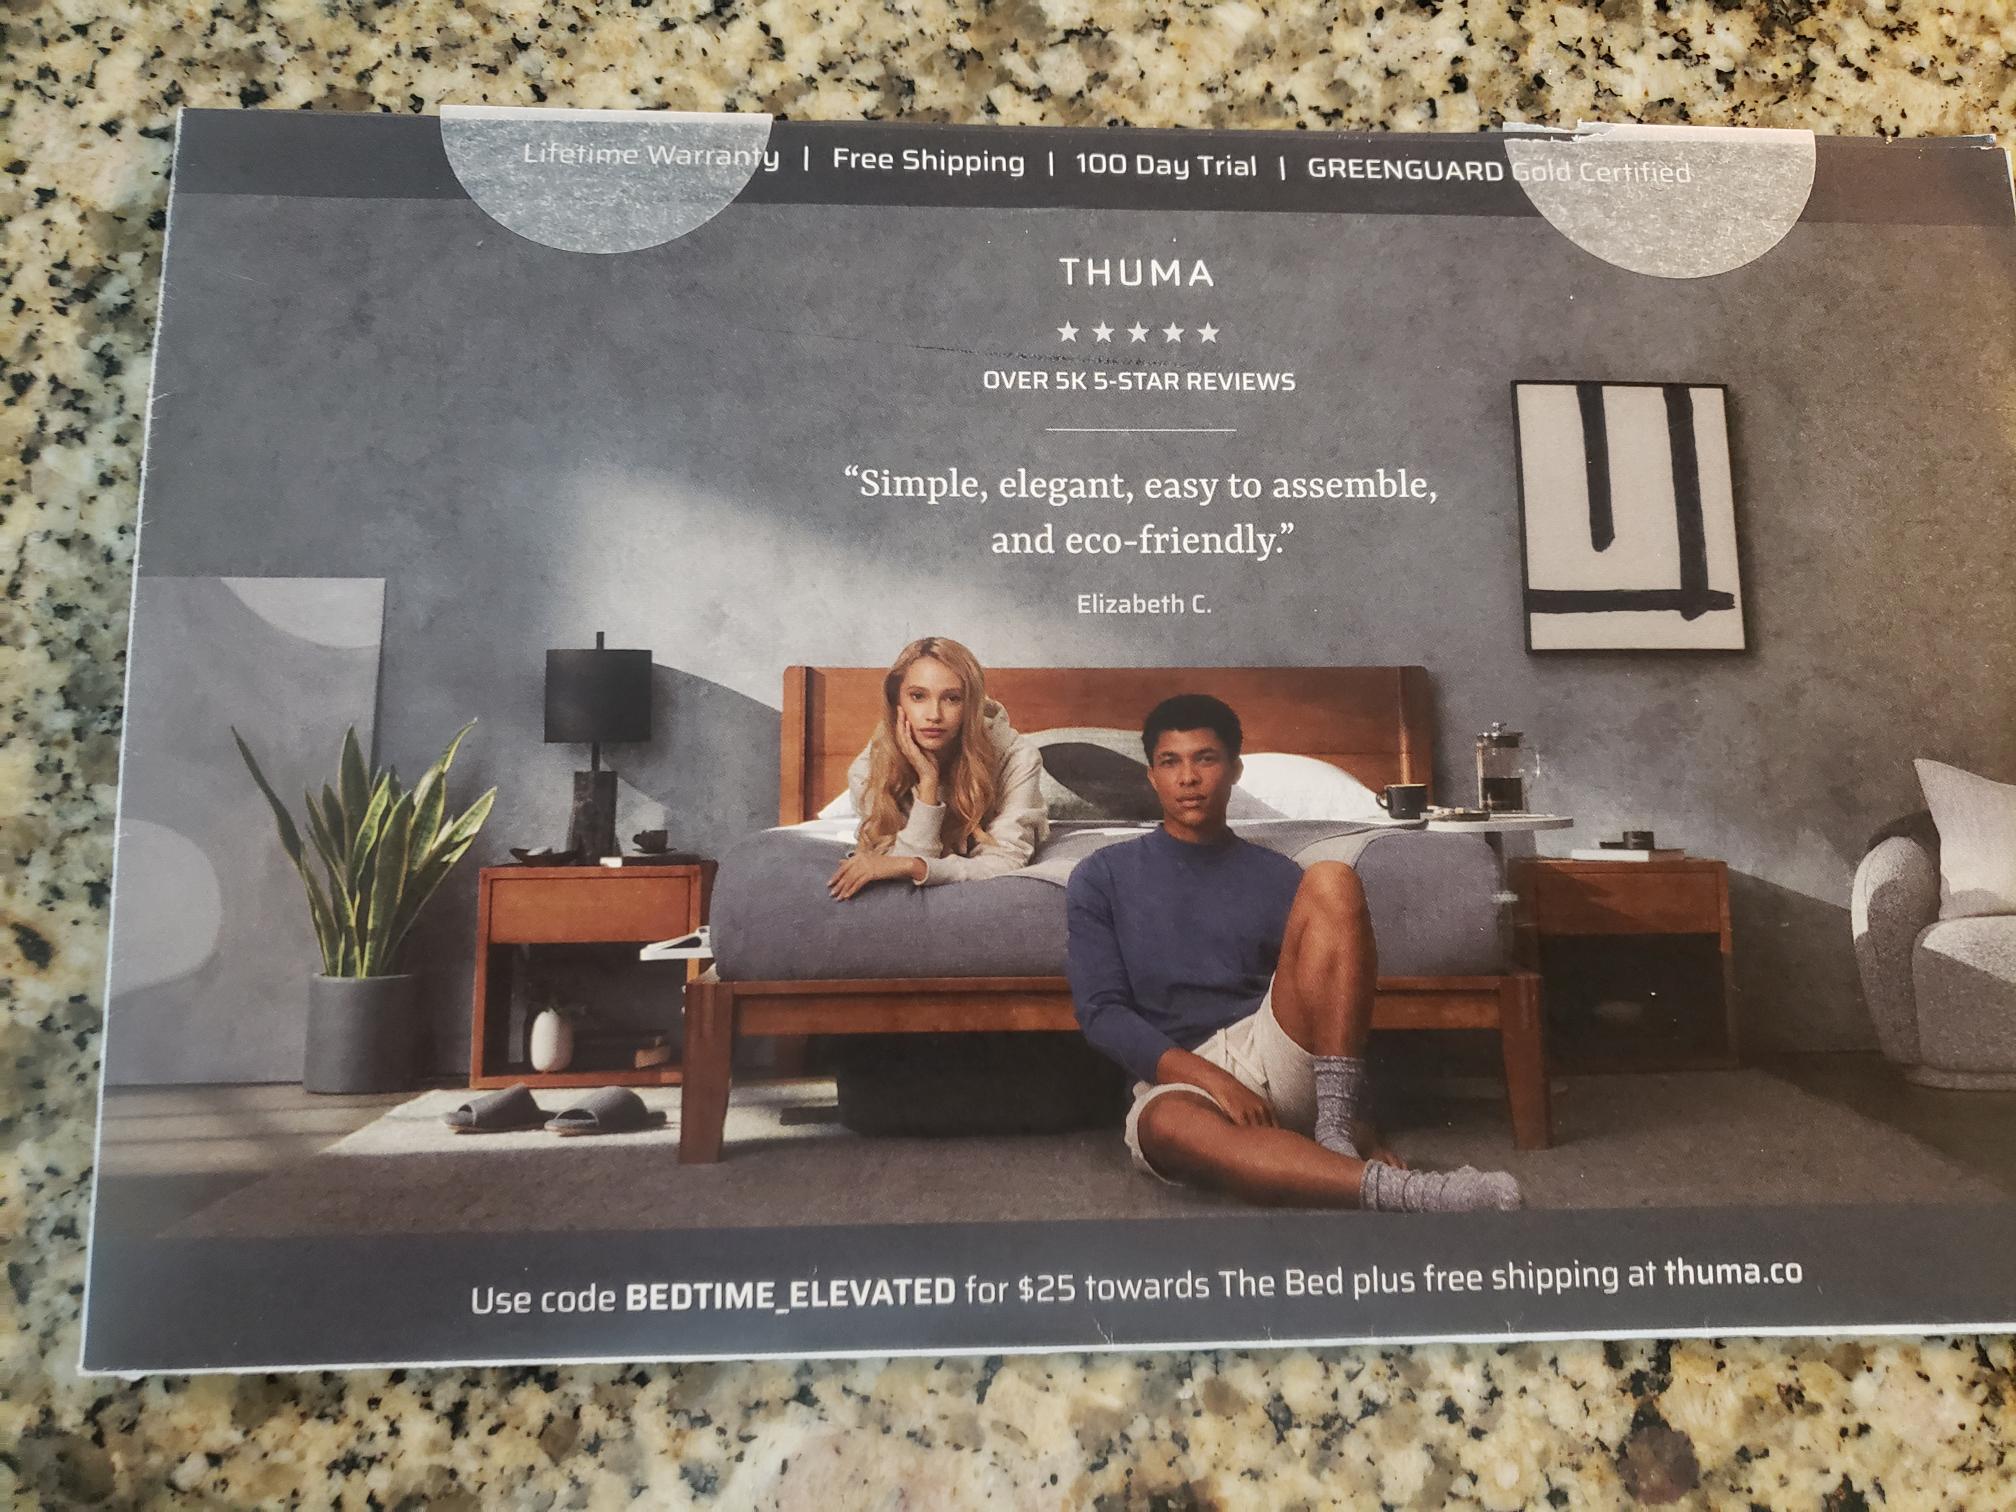 Lifetime Warranty | Free Shipping | 100 Day Trial | GREENGUARD Gold Certified
THUMA
★★★★★
OVER 5K 5-STAR REVIEWS
“Simple, elegant, easy to assemble,
and eco-friendly.”
Elizabeth C.
Use code BEDTIME_ELEVATED for $25 towards The Bed plus free shipping at thuma.co